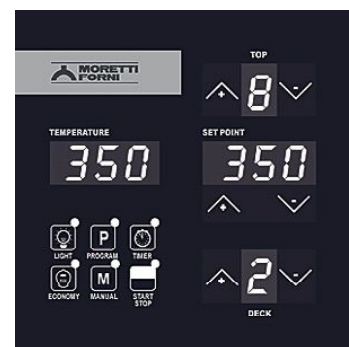 MORETTI
FORNI
TOP
+ 8 -
TEMPERATURE
SET POINT
350
350
+ -
P
LIGHT
PROGRAM
TIMER
M
ECONOMY
MANUAL
START
STOP
+ 2 -
DECK